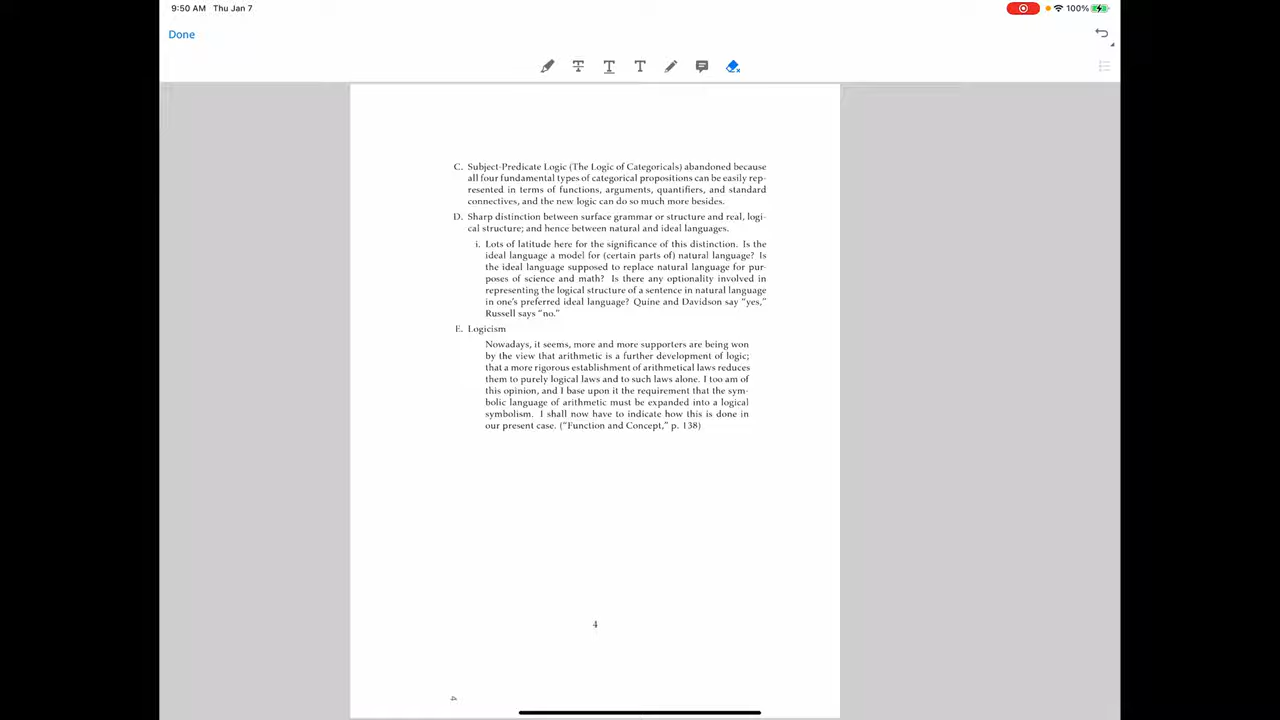 9:50 AM Thu Jan 7
100%
Done
C. Subject-Predicate Logic (The Logic of Categoricals) abandoned because
all four fundamental types of categorical propositions can be easily rep-
resented in terms of functions, arguments, quantifiers, and standard
connectives, and the new logic can do so much more besides.
D. Sharp distinction between surface grammar or structure and real, logi-
cal structure; and hence between natural and ideal languages.
i. Lots of latitude here for the significance of this distinction. Is the
ideal language a model for (certain parts of) natural language? Is
the ideal language supposed to replace natural language for pur-
poses of science and math? Is there any optionality involved in
representing the logical structure of a sentence in natural language
in one's preferred ideal language? Quine and Davidson say "yes,"
Russell says "no."
E. Logicism
Nowadays, it seems, more and more supporters are being won
by the view that arithmetic is a further development of logic;
that a more rigorous establishment of arithmetical laws reduces
them to purely logical laws and to such laws alone. I too am of
this opinion, and I base upon it the requirement that the sym-
bolic language of arithmetic must be expanded into a logical
symbolism. I shall now have to indicate how this is done in
our present case. ("Function and Concept," p. 138)
4